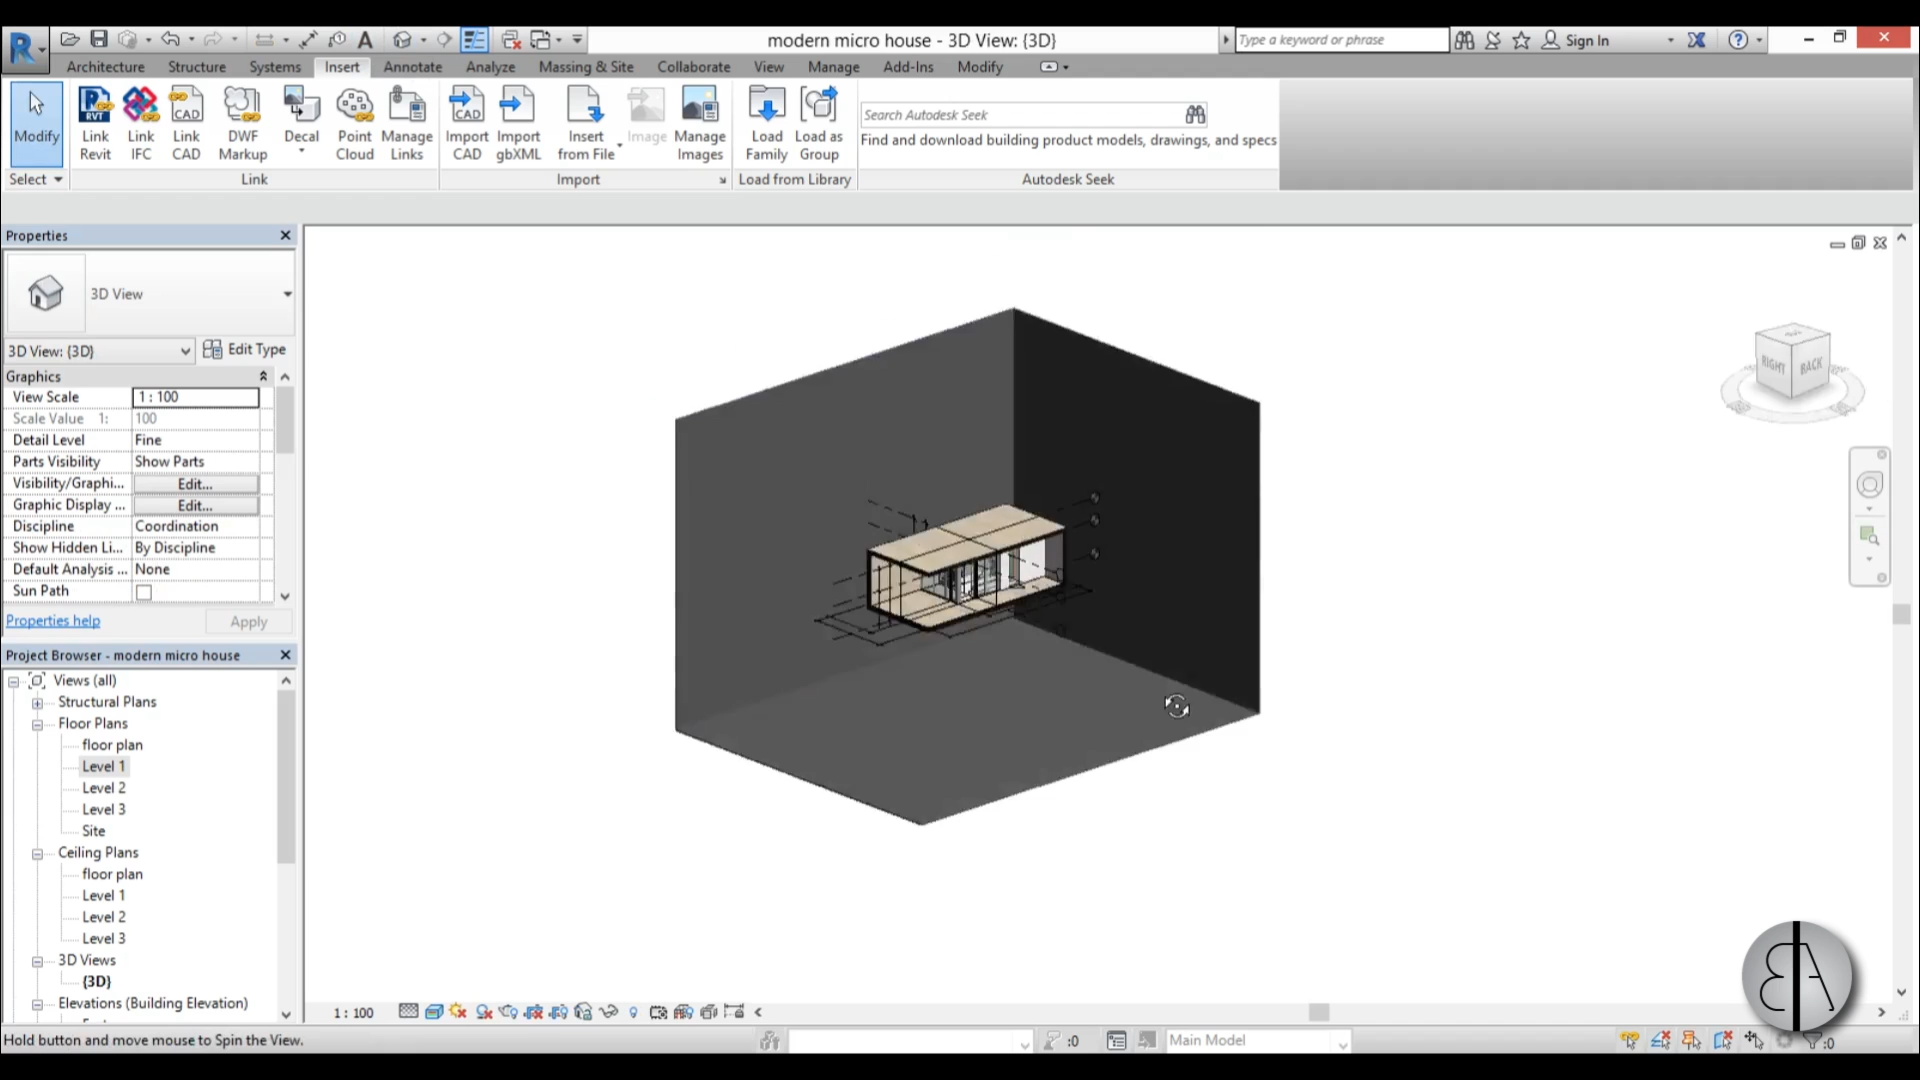 modern micro house - 3D View: {3D}
Type a keyword or phrase
Sign In
Architecture Structure Systems Insert Annotate Analyze Massing & Site Collaborate View Manage Add-Ins Modify
Modify
Link Revit
Link IFC
Link CAD
DWF Markup
Decal
Point Cloud
Manage Links
Import CAD
Import gbXML
Insert from File
Image
Manage Images
Load Family
Load as Group
Search Autodesk Seek
Find and download building product models, drawings, and specs
Select Link Import Load from Library Autodesk Seek
Properties
3D View
3D View: {3D} Edit Type
Graphics
View Scale 1 : 100
Scale Value 1: 100
Detail Level Fine
Parts Visibility Show Parts
Visibility/Graphi... Edit...
Graphic Display ... Edit...
Discipline Coordination
Show Hidden Li... By Discipline
Default Analysis ... None
Sun Path
Properties help Apply
Project Browser - modern micro house
Views (all)
Structural Plans
Floor Plans
floor plan
Level 1
Level 2
Level 3
Site
Ceiling Plans
floor plan
Level 1
Level 2
Level 3
3D Views
{3D}
Elevations (Building Elevation)
RIGHT BACK
1 : 100
Hold button and move mouse to Spin the View.
:0
Main Model
:0